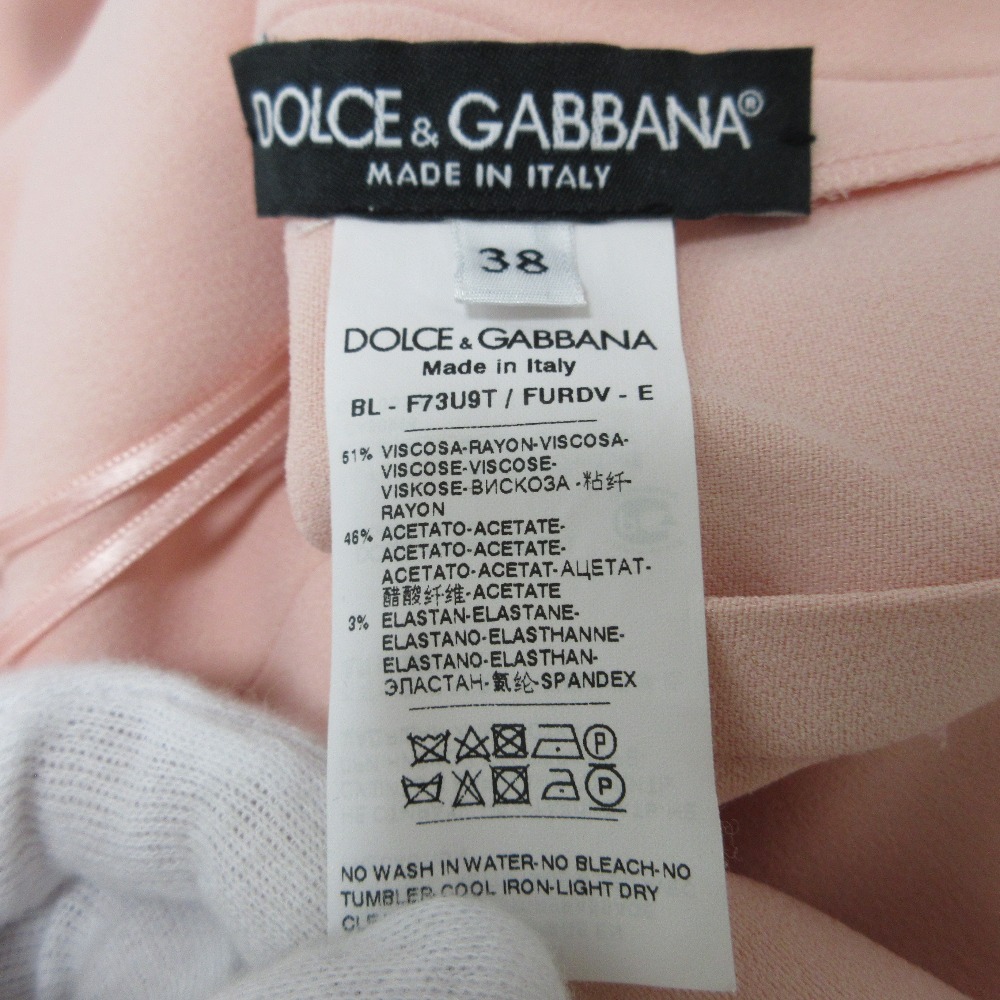 DOLCE & GABBANA®
MADE IN ITALY
38
DOLCE & GABBANA
Made in Italy
BL - F73U9T / FURDV - E
51% VISCOSA-RAYON-VISCOSA-
VISCOSE-VISCOSE-
VISKOSE-ВИСКОЗА -粘纤-
RAYON
46% ACETATO-ACETATE-
ACETATO-ACETATE-
ACETATO-ACETAT-АЦЕТАТ-
醋酸纤维-ACETATE
3% ELASTAN-ELASTANE-
ELASTANO-ELASTHANNE-
ELASTANO-ELASTHAN-
ЭЛАСТАН-氨纶-SPANDEX
P
P
NO WASH IN WATER-NO BLEACH-NO
TUMBLER-COOL IRON-LIGHT DRY